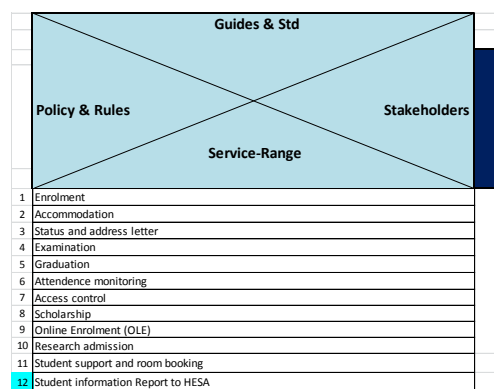 Guides & Std
Policy & Rules
Stakeholders
Service-Range
1 Enrolment
2 Accommodation
3 Status and address letter
4 Examination
5 Graduation
6 Attendence monitoring
7 Access control
8 Scholarship
9 Online Enrolment (OLE)
10 Research admission
11 Student support and room booking
12 Student information Report to HESA